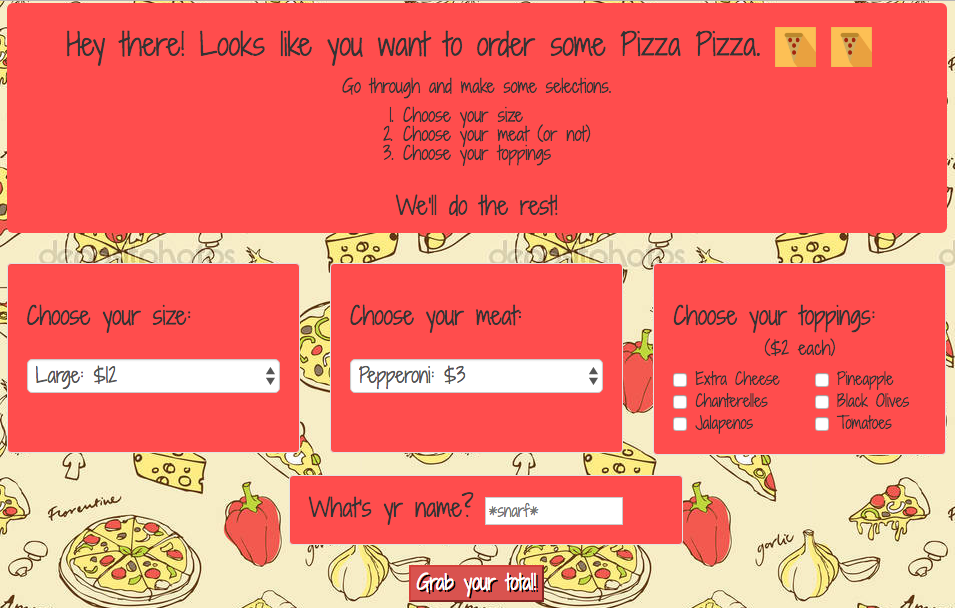 Hey there! Looks like you want to order some Pizza Pizza.
Go through and make some selections.
1. Choose your size
2. Choose your meat (or not)
3. Choose your toppings
We'll do the rest!
depositphotos depositphotos
Choose your size:
Large: $12
Choose your meat:
Pepperoni: $3
Choose your toppings:
($2 each)
Extra Cheese Pineapple
Chanterelles Black Olives
Jalapenos Tomatoes
What's yr name? *snarf*
Fiorentine
garlic
Grab your total!